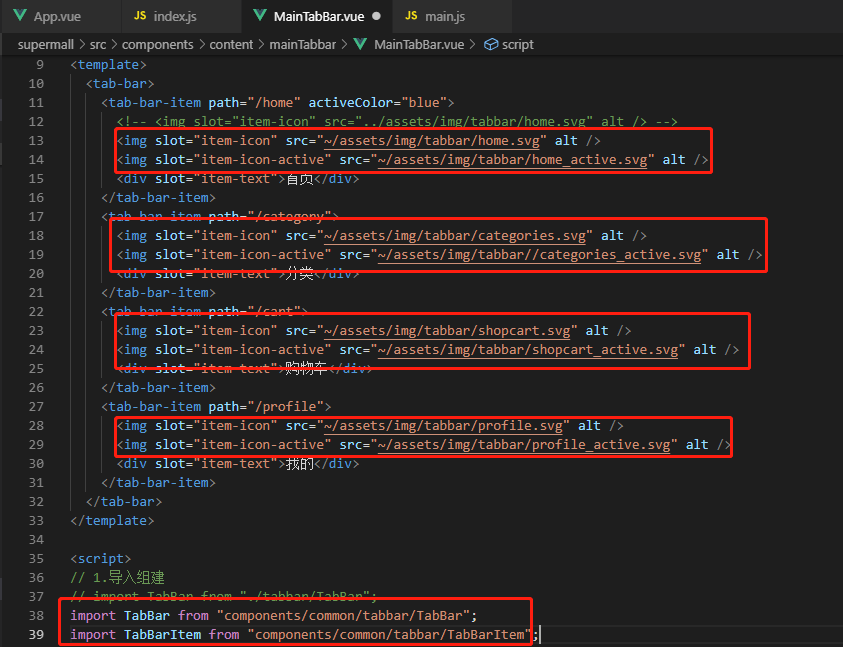 App.vue
JS index.js
MainTabBar.vue
JS main.js
supermall > src > components > content > mainTabbar > MainTabBar.vue > script
9 <template>
10 <tab-bar>
11 <tab-bar-item path="/home" activeColor="blue">
12 <!-- <img slot="item-icon" src="../assets/img/tabbar/home.svg" alt /> -->
13 <img slot="item-icon" src="~/assets/img/tabbar/home.svg" alt />
14 <img slot="item-icon-active" src="~/assets/img/tabbar/home_active.svg" alt />
15 <div slot="item-text">首页</div>
16 </tab-bar-item>
17 <tab-bar-item path="/category">
18 <img slot="item-icon" src="~/assets/img/tabbar/categories.svg" alt />
19 <img slot="item-icon-active" src="~/assets/img/tabbar//categories_active.svg" alt />
20 <div slot="item-text">分类</div>
21 </tab-bar-item>
22 <tab-bar-item path="/cart">
23 <img slot="item-icon" src="~/assets/img/tabbar/shopcart.svg" alt />
24 <img slot="item-icon-active" src="~/assets/img/tabbar/shopcart_active.svg" alt />
25 <div slot="item-text">购物车</div>
26 </tab-bar-item>
27 <tab-bar-item path="/profile">
28 <img slot="item-icon" src="~/assets/img/tabbar/profile.svg" alt />
29 <img slot="item-icon-active" src="~/assets/img/tabbar/profile_active.svg" alt />
30 <div slot="item-text">我的</div>
31 </tab-bar-item>
32 </tab-bar>
33 </template>
34
35 <script>
36 // 1.导入组建
37 // import TabBar from "./tabbar/TabBar";
38 import TabBar from "components/common/tabbar/TabBar";
39 import TabBarItem from "components/common/tabbar/TabBarItem";